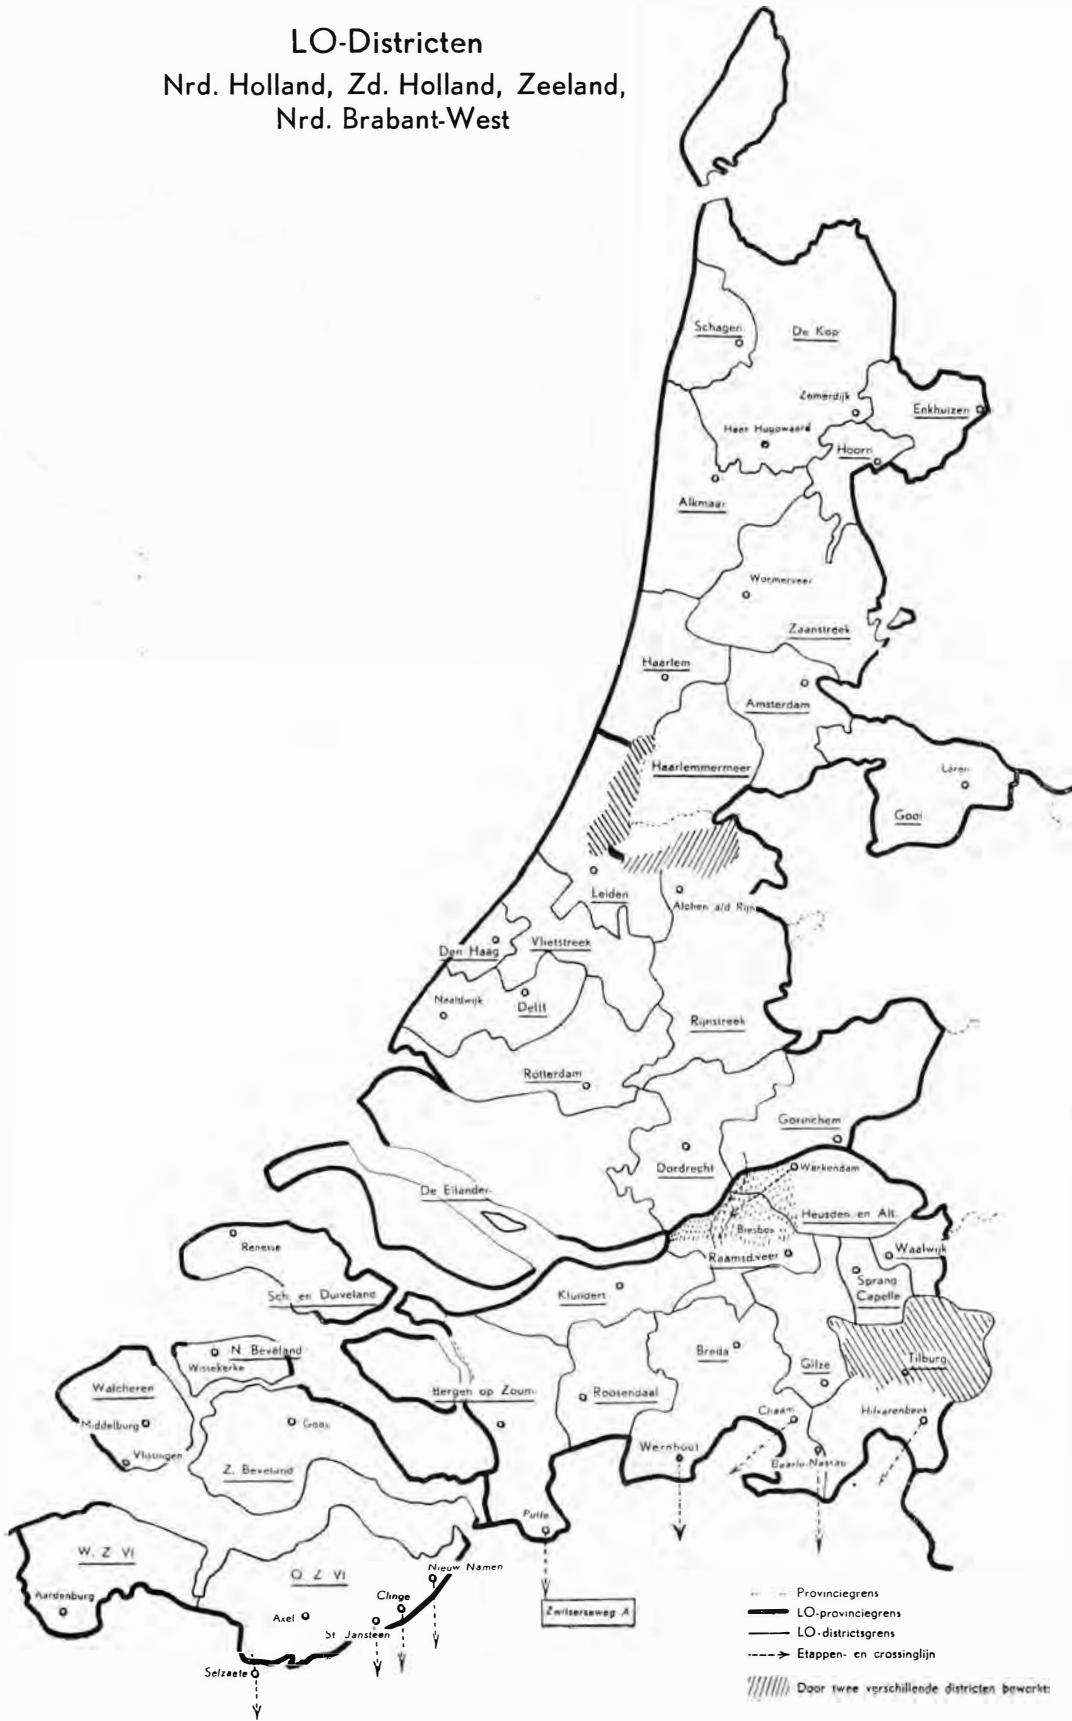 LO-Districten
Nrd. Holland, Zd. Holland, Zeeland,
Nrd. Brabant-West
Schagen
De Kop
Zomerdijk
Enkhuizen
Heer Hugowaard
Hoorn
Alkmaar
Wormerveer
Zaanstreek
Haarlem
Amsterdam
Haarlemmermeer
Laren
Gooi
Leiden
Alphen a/d Rijn
Den Haag
Vlietstreek
Naaldwijk
Delft
Rijnstreek
Rotterdam
Gorinchem
Dordrecht
Werkendam
De Eilanden
Heusden en Alt.
Biesbos
Renesse
Raamsd.veer
Waalwijk
Sch. en Duiveland
Klundert
Sprang
Capelle
N. Beveland
Wissekerke
Breda
Tilburg
Walcheren
Bergen op Zoom
Roosendaal
Gilze
Middelburg
Goes
Chaam
Hilvarenbeek
Vlissingen
Wernhout
Z. Beveland
Baarle-Nassau
Putte
W. Z Vl
O Z Vl
Nieuw Namen
Aardenburg
Clinge
Axel
St Jansteen
Zwitserseweg A
Selzaete
Provinciegrens
LO-provinciegrens
LO-districtsgrens
Etappen- en crossinglijn
Door twee verschillende districten bewerkt